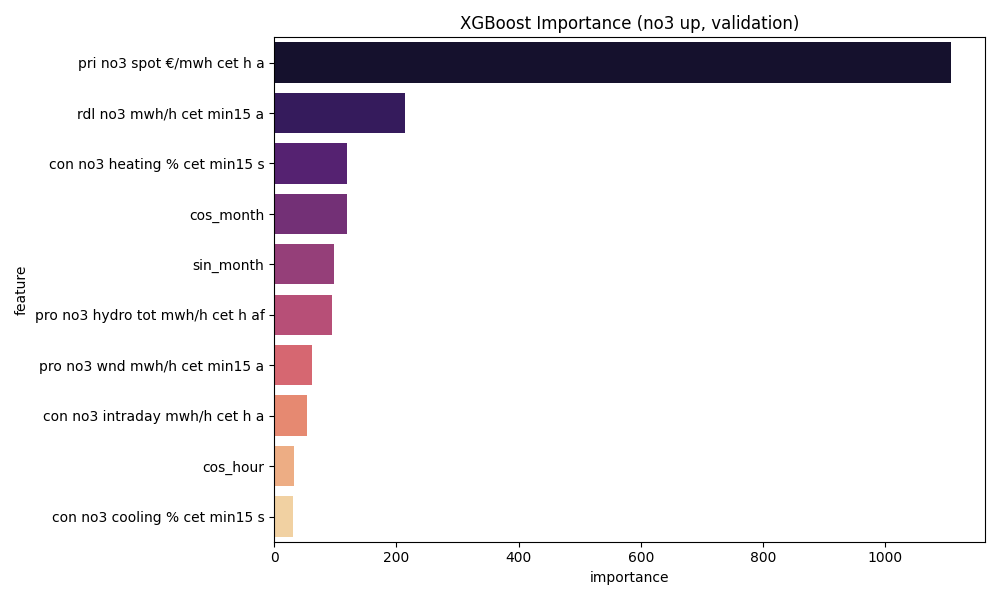 XGBoost Importance (no3 up, validation)
pri no3 spot €/mwh cet h a
rdl no3 mwh/h cet min15 a
con no3 heating % cet min15 s
cos_month
sin_month
pro no3 hydro tot mwh/h cet h af
pro no3 wnd mwh/h cet min15 a
con no3 intraday mwh/h cet h a
cos_hour
con no3 cooling % cet min15 s
feature
0 200 400 600 800 1000
importance